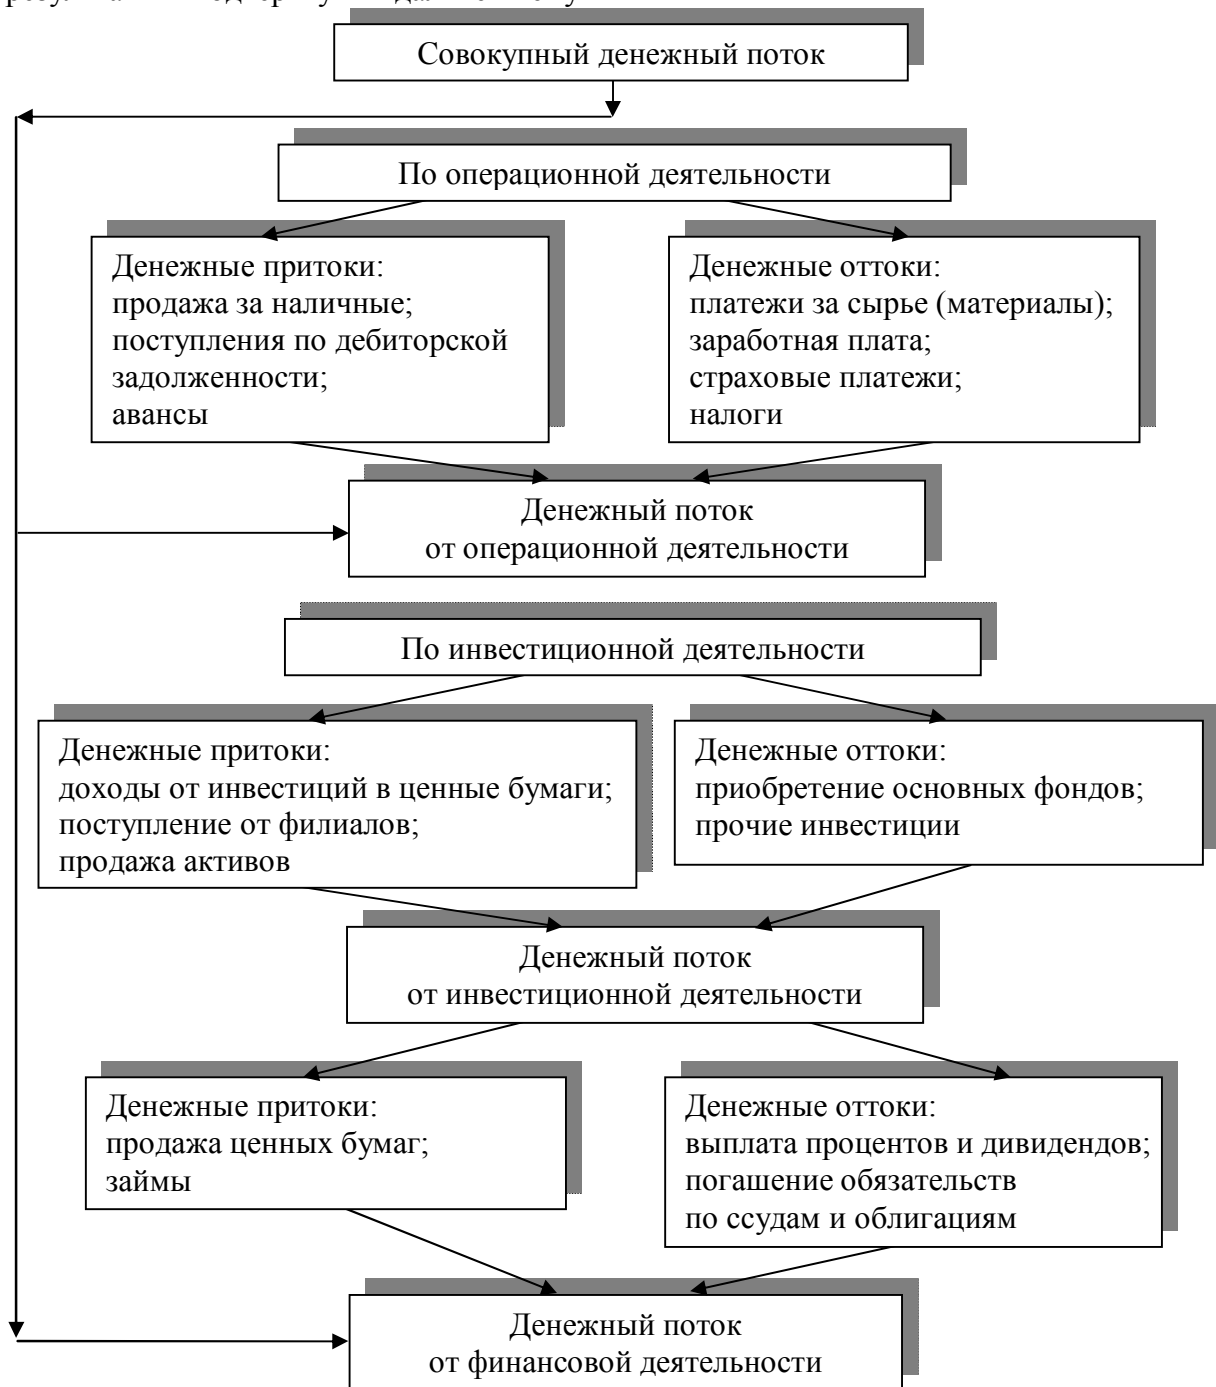 Совокупный денежный поток
По операционной деятельности
Денежные притоки:
продажа за наличные;
поступления по дебиторской
задолженности;
авансы
Денежные оттоки:
платежи за сырье (материалы);
заработная плата;
страховые платежи;
налоги
Денежный поток
от операционной деятельности
По инвестиционной деятельности
Денежные притоки:
доходы от инвестиций в ценные бумаги;
поступление от филиалов;
продажа активов
Денежные оттоки:
приобретение основных фондов;
прочие инвестиции
Денежный поток
от инвестиционной деятельности
Денежные притоки:
продажа ценных бумаг;
займы
Денежные оттоки:
выплата процентов и дивидендов;
погашение обязательств
по ссудам и облигациям
Денежный поток
от финансовой деятельности